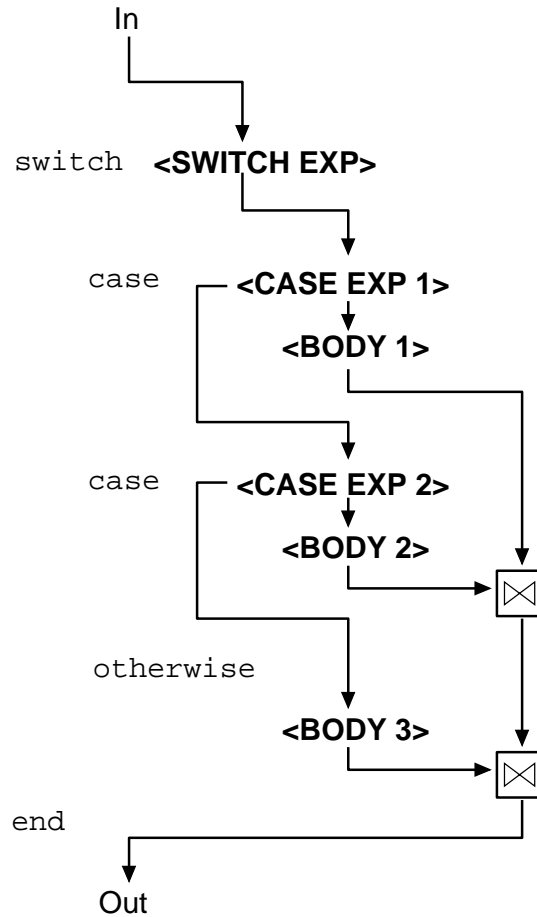 In
switch <SWITCH EXP>
case <CASE EXP 1>
<BODY 1>
case <CASE EXP 2>
<BODY 2>
otherwise
<BODY 3>
end
Out